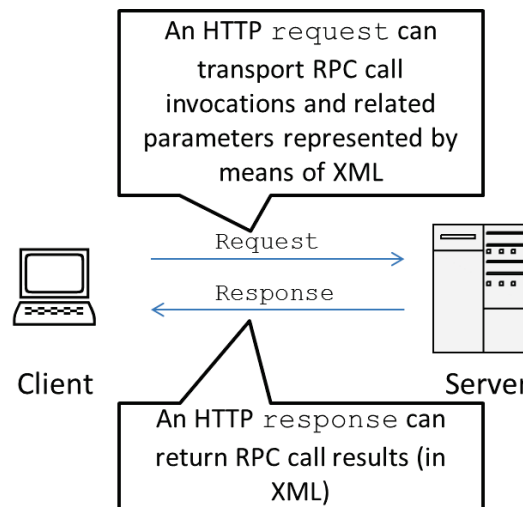 An HTTP request can
transport RPC call
invocations and related
parameters represented by
means of XML
Request
Response
Client
Server
An HTTP response can
return RPC call results (in
XML)